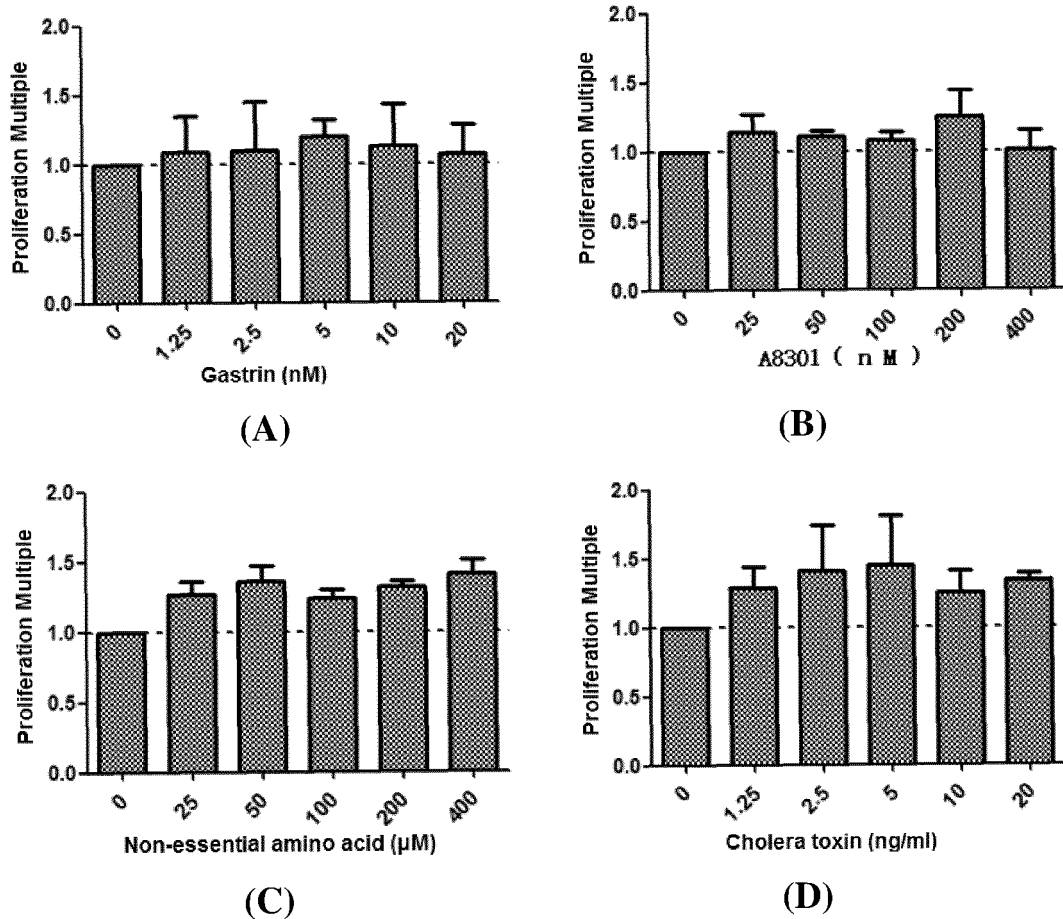 2.0
1.5
1.0
0.5
0.0
Proliferation Multiple
0 1.25 2.5 5 10 20
Gastrin (nM)
(A)
2.0
1.5
1.0
0.5
0.0
Proliferation Multiple
0 25 50 100 200 400
A8301 ( n M )
(B)
2.0
1.5
1.0
0.5
0.0
Proliferation Multiple
0 25 50 100 200 400
Non-essential amino acid (µM)
(C)
2.0
1.5
1.0
0.5
0.0
Proliferation Multiple
0 1.25 2.5 5 10 20
Cholera toxin (ng/ml)
(D)